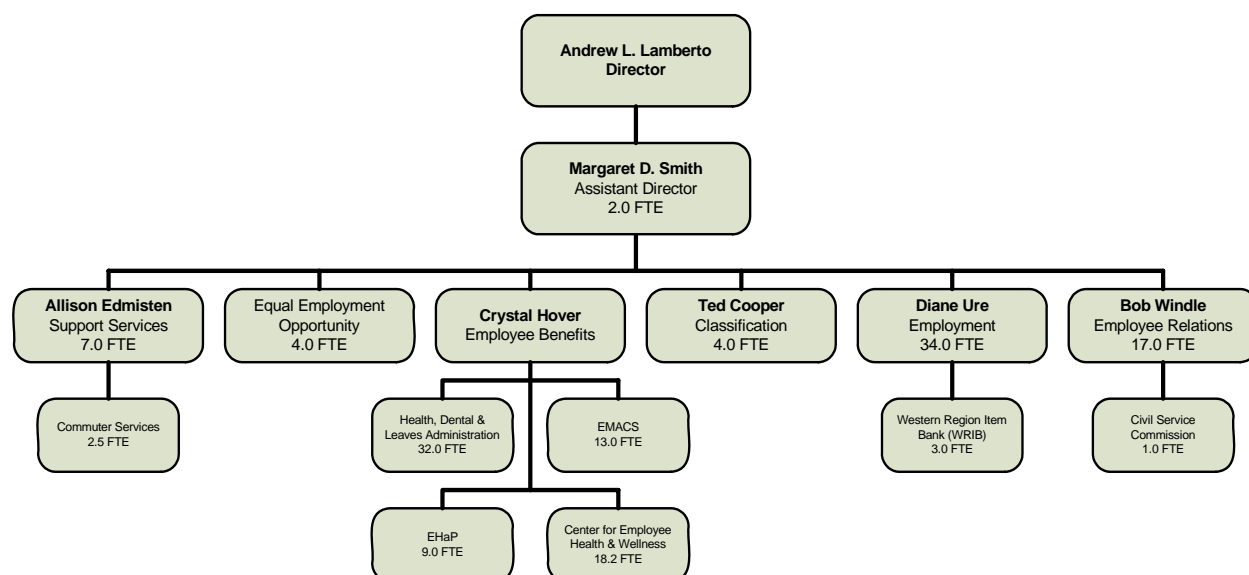 Andrew L. Lamberto
Director
Margaret D. Smith
Assistant Director
2.0 FTE
Allison Edmisten
Support Services
7.0 FTE
Equal Employment
Opportunity
4.0 FTE
Crystal Hover
Employee Benefits
Ted Cooper
Classification
4.0 FTE
Diane Ure
Employment
34.0 FTE
Bob Windle
Employee Relations
17.0 FTE
Commuter Services
2.5 FTE
Health, Dental &
Leaves Administration
32.0 FTE
EMACS
13.0 FTE
Western Region Item
Bank (WRIB)
3.0 FTE
Civil Service
Commission
1.0 FTE
EHaP
9.0 FTE
Center for Employee
Health & Wellness
18.2 FTE